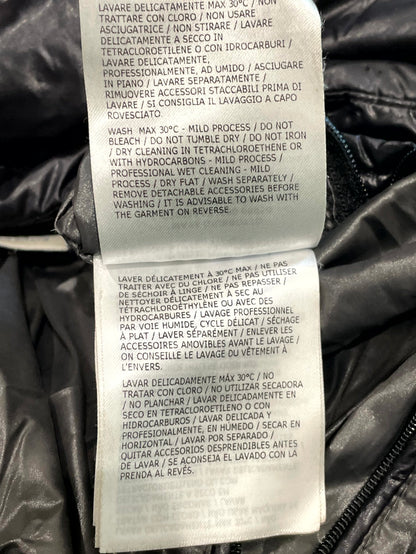 LAVARE DELICATAMENTE MAX 30°C / NON
TRATTARE CON CLORO / NON USARE
ASCIUGATRICE / NON STIRARE / LAVARE
DELICATAMENTE A SECCO IN
TETRACLOROETILENE O CON IDROCARBURI /
LAVARE DELICATAMENTE,
PROFESSIONALMENTE, AD UMIDO / ASCIUGARE
IN PIANO / LAVARE SEPARATAMENTE /
RIMUOVERE ACCESSORI STACCABILI PRIMA DI
LAVARE / SI CONSIGLIA IL LAVAGGIO A CAPO
ROVESCIATO.
WASH MAX 30°C - MILD PROCESS / DO NOT
BLEACH / DO NOT TUMBLE DRY / DO NOT IRON
/ DRY CLEANING IN TETRACHLOROETHENE OR
WITH HYDROCARBONS - MILD PROCESS /
PROFESSIONAL WET CLEANING - MILD
PROCESS / DRY FLAT / WASH SEPARATELY /
REMOVE DETACHABLE ACCESSORIES BEFORE
WASHING / IT IS ADVISABLE TO WASH WITH
THE GARMENT ON REVERSE.
LAVER DÉLICATEMENT À 30°C MAX / NE PAS
TRAITER AVEC DU CHLORE / NE PAS UTILISER
DE SÉCHOIR À LINGE / NE PAS REPASSER /
NETTOYER DÉLICATEMENT À SEC AU
TÉTRACHLOROÉTHYLÈNE OU AVEC DES
HYDROCARBURES / LAVAGE PROFESSIONNEL
PAR VOIE HUMIDE, CYCLE DÉLICAT / SÉCHAGE
À PLAT / LAVER SÉPARÉMENT / ENLEVER LES
ACCESSOIRES AMOVIBLES AVANT LE LAVAGE /
ON CONSEILLE LE LAVAGE DU VÊTEMENT À
L'ENVERS.
LAVAR DELICADAMENTE MÁX 30°C / NO
TRATAR CON CLORO / NO UTILIZAR SECADORA
/ NO PLANCHAR / LAVAR DELICADAMENTE EN
SECO EN TETRACLOROETILENO O CON
HIDROCARBUROS / LAVAR DELICADA Y
PROFESIONALMENTE, EN HÚMEDO / SECAR EN
HORIZONTAL / LAVAR POR SEPARADO /
QUITAR ACCESORIOS DESPRENDIBLES ANTES
DE LAVAR / SE ACONSEJA EL LAVADO CON LA
PRENDA AL REVÉS.